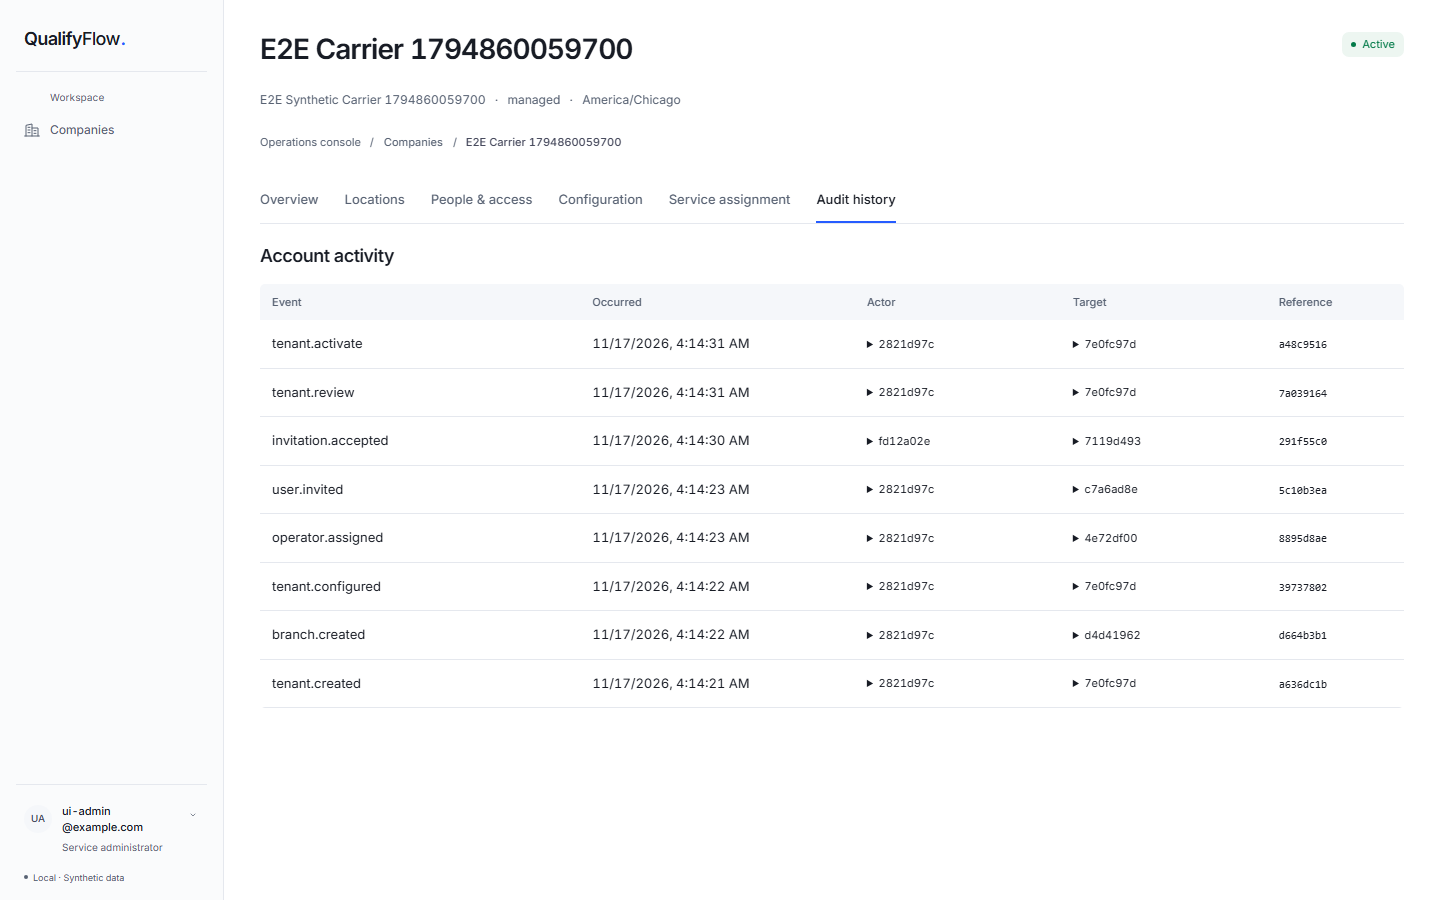 QualifyFlow.
Workspace
Companies
E2E Carrier 1794860059700
Active
E2E Synthetic Carrier 1794860059700 · managed · America/Chicago
Operations console / Companies / E2E Carrier 1794860059700
Overview Locations People & access Configuration Service assignment Audit history
Account activity
Event Occurred Actor Target Reference
tenant.activate 11/17/2026, 4:14:31 AM 2821d97c 7e0fc97d a48c9516
tenant.review 11/17/2026, 4:14:31 AM 2821d97c 7e0fc97d 7a039164
invitation.accepted 11/17/2026, 4:14:30 AM fd12a02e 7119d493 291f55c0
user.invited 11/17/2026, 4:14:23 AM 2821d97c c7a6ad8e 5c10b3ea
operator.assigned 11/17/2026, 4:14:23 AM 2821d97c 4e72df00 8895d8ae
tenant.configured 11/17/2026, 4:14:22 AM 2821d97c 7e0fc97d 39737802
branch.created 11/17/2026, 4:14:22 AM 2821d97c d4d41962 d664b3b1
tenant.created 11/17/2026, 4:14:21 AM 2821d97c 7e0fc97d a636dc1b
UA
ui-admin
@example.com
Service administrator
Local · Synthetic data